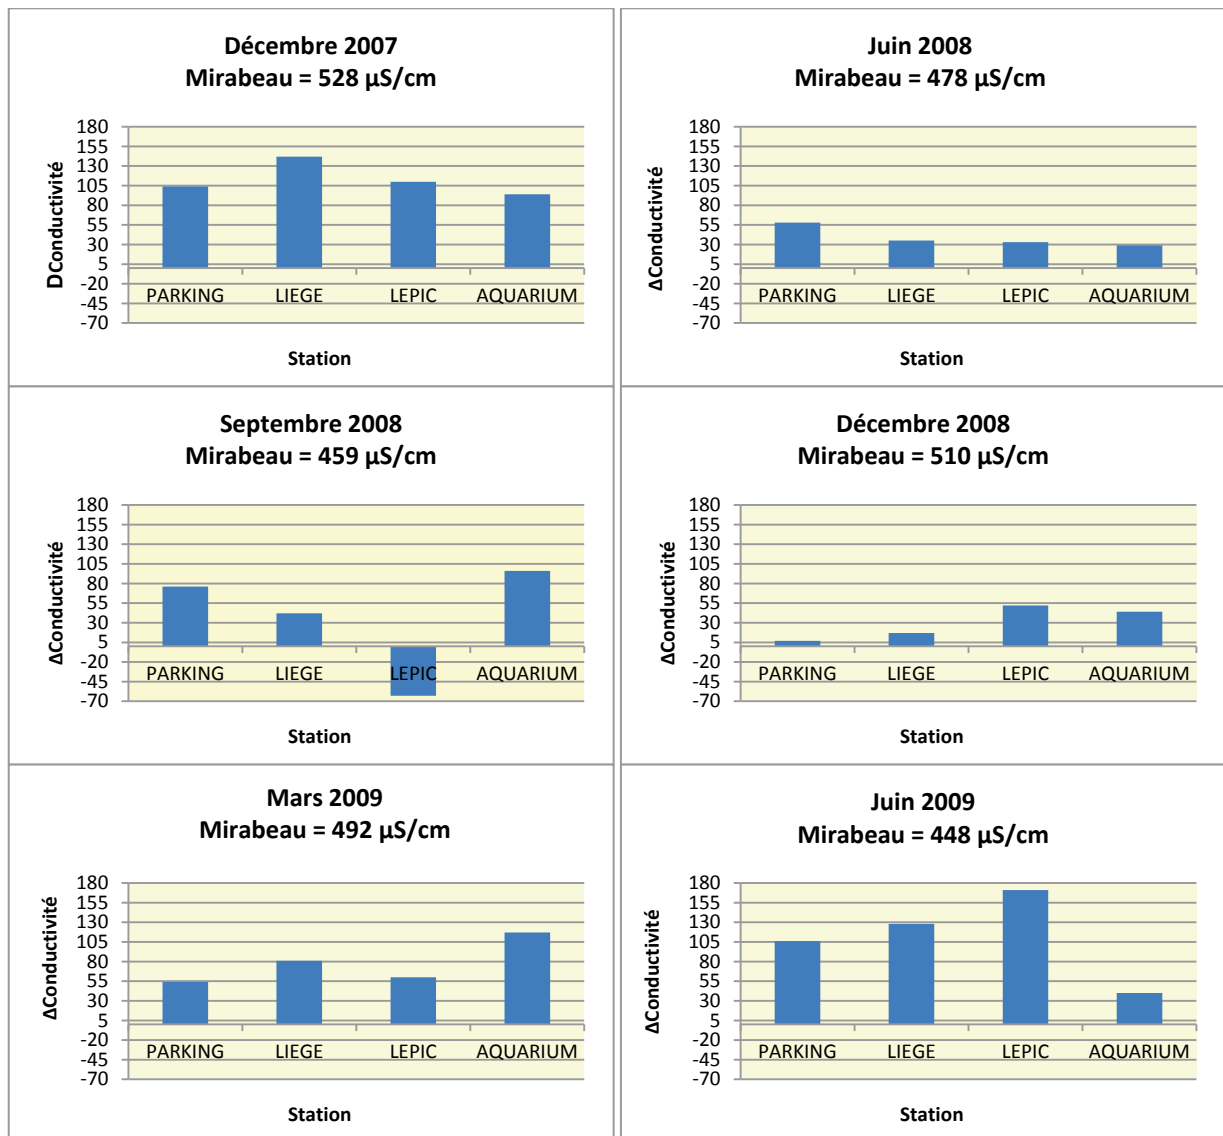 Décembre 2007
Mirabeau = 528 µS/cm
DConductivité
180
155
130
105
80
55
30
5
-20
-45
-70
PARKING LIEGE LEPIC AQUARIUM
Station
Juin 2008
Mirabeau = 478 µS/cm
ΔConductivité
180
155
130
105
80
55
30
5
-20
-45
-70
PARKING LIEGE LEPIC AQUARIUM
Station
Septembre 2008
Mirabeau = 459 µS/cm
ΔConductivité
180
155
130
105
80
55
30
5
-20
-45
-70
PARKING LIEGE LEPIC AQUARIUM
Station
Décembre 2008
Mirabeau = 510 µS/cm
ΔConductivité
180
155
130
105
80
55
30
5
-20
-45
-70
PARKING LIEGE LEPIC AQUARIUM
Station
Mars 2009
Mirabeau = 492 µS/cm
ΔConductivité
180
155
130
105
80
55
30
5
-20
-45
-70
PARKING LIEGE LEPIC AQUARIUM
Station
Juin 2009
Mirabeau = 448 µS/cm
ΔConductivité
180
155
130
105
80
55
30
5
-20
-45
-70
PARKING LIEGE LEPIC AQUARIUM
Station